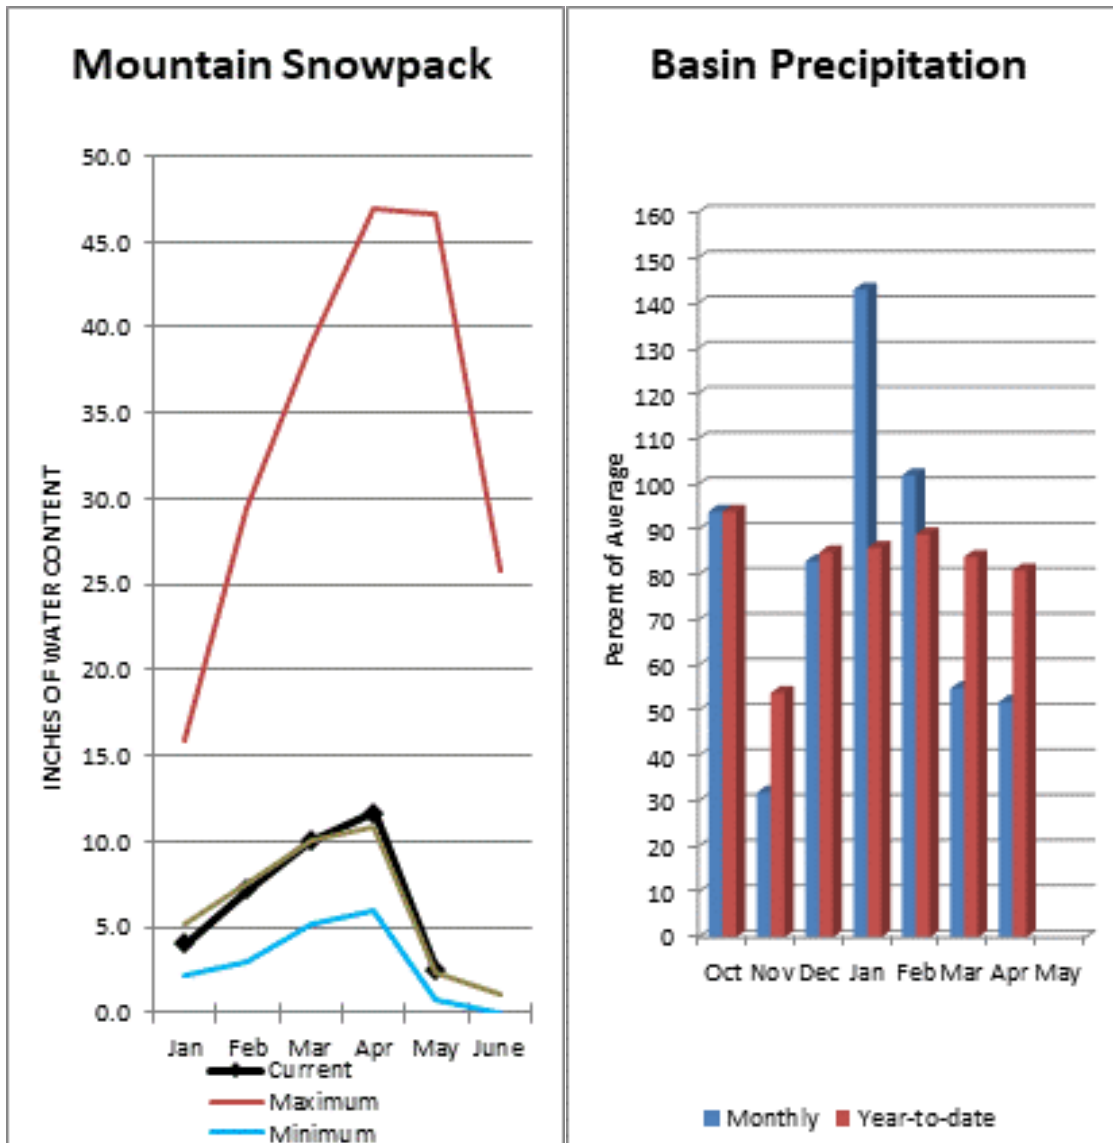 Mountain Snowpack
INCHES OF WATER CONTENT
50.0
45.0
40.0
35.0
30.0
25.0
20.0
15.0
10.0
5.0
0.0
Jan Feb Mar Apr May June
Current
Maximum
Minimum
Basin Precipitation
Percent of Average
160
150
140
130
120
110
100
90
80
70
60
50
40
30
20
10
0
Oct Nov Dec Jan Feb Mar Apr May
Monthly Year-to-date